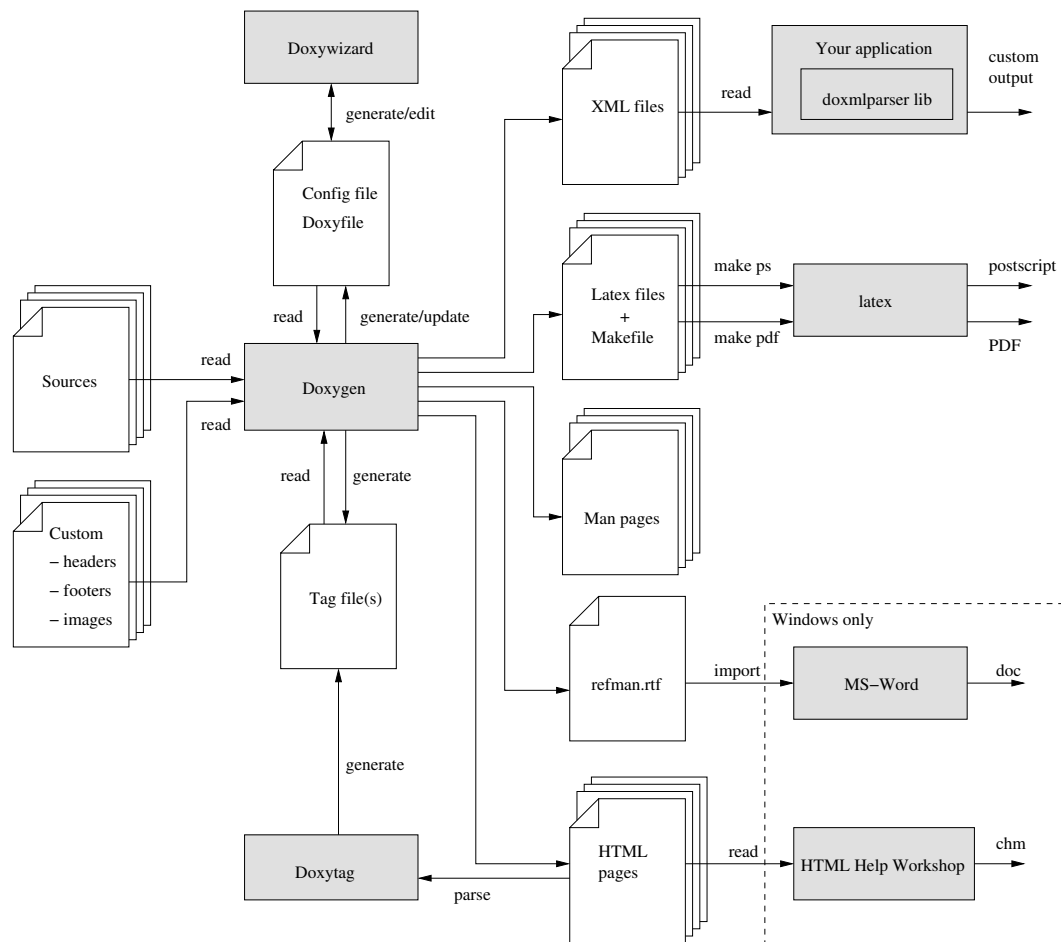 Doxywizard
generate/edit
Config file
Doxyfile
read
generate/update
Sources
read
Doxygen
read
Custom
– headers
– footers
– images
read
generate
Tag file(s)
generate
Doxytag
parse
XML files
read
Your application
doxmlparser lib
custom
output
Latex files
+
Makefile
make ps
make pdf
latex
postscript
PDF
Man pages
refman.rtf
import
Windows only
MS–Word
doc
HTML
pages
read
HTML Help Workshop
chm